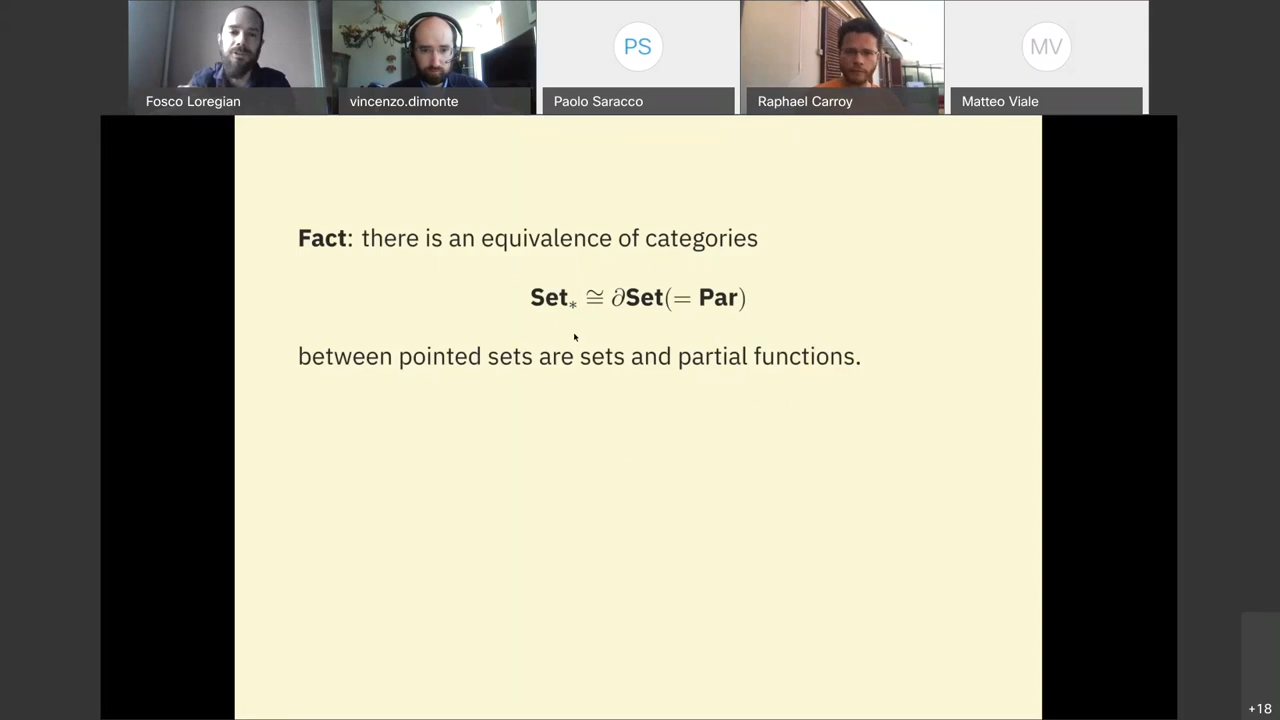 Fosco Loregian
vincenzo.dimonte
PS
Paolo Saracco
Raphael Carroy
MV
Matteo Viale
Fact: there is an equivalence of categories
Set∗ ≅ ∂Set(= Par)
between pointed sets are sets and partial functions.
+18